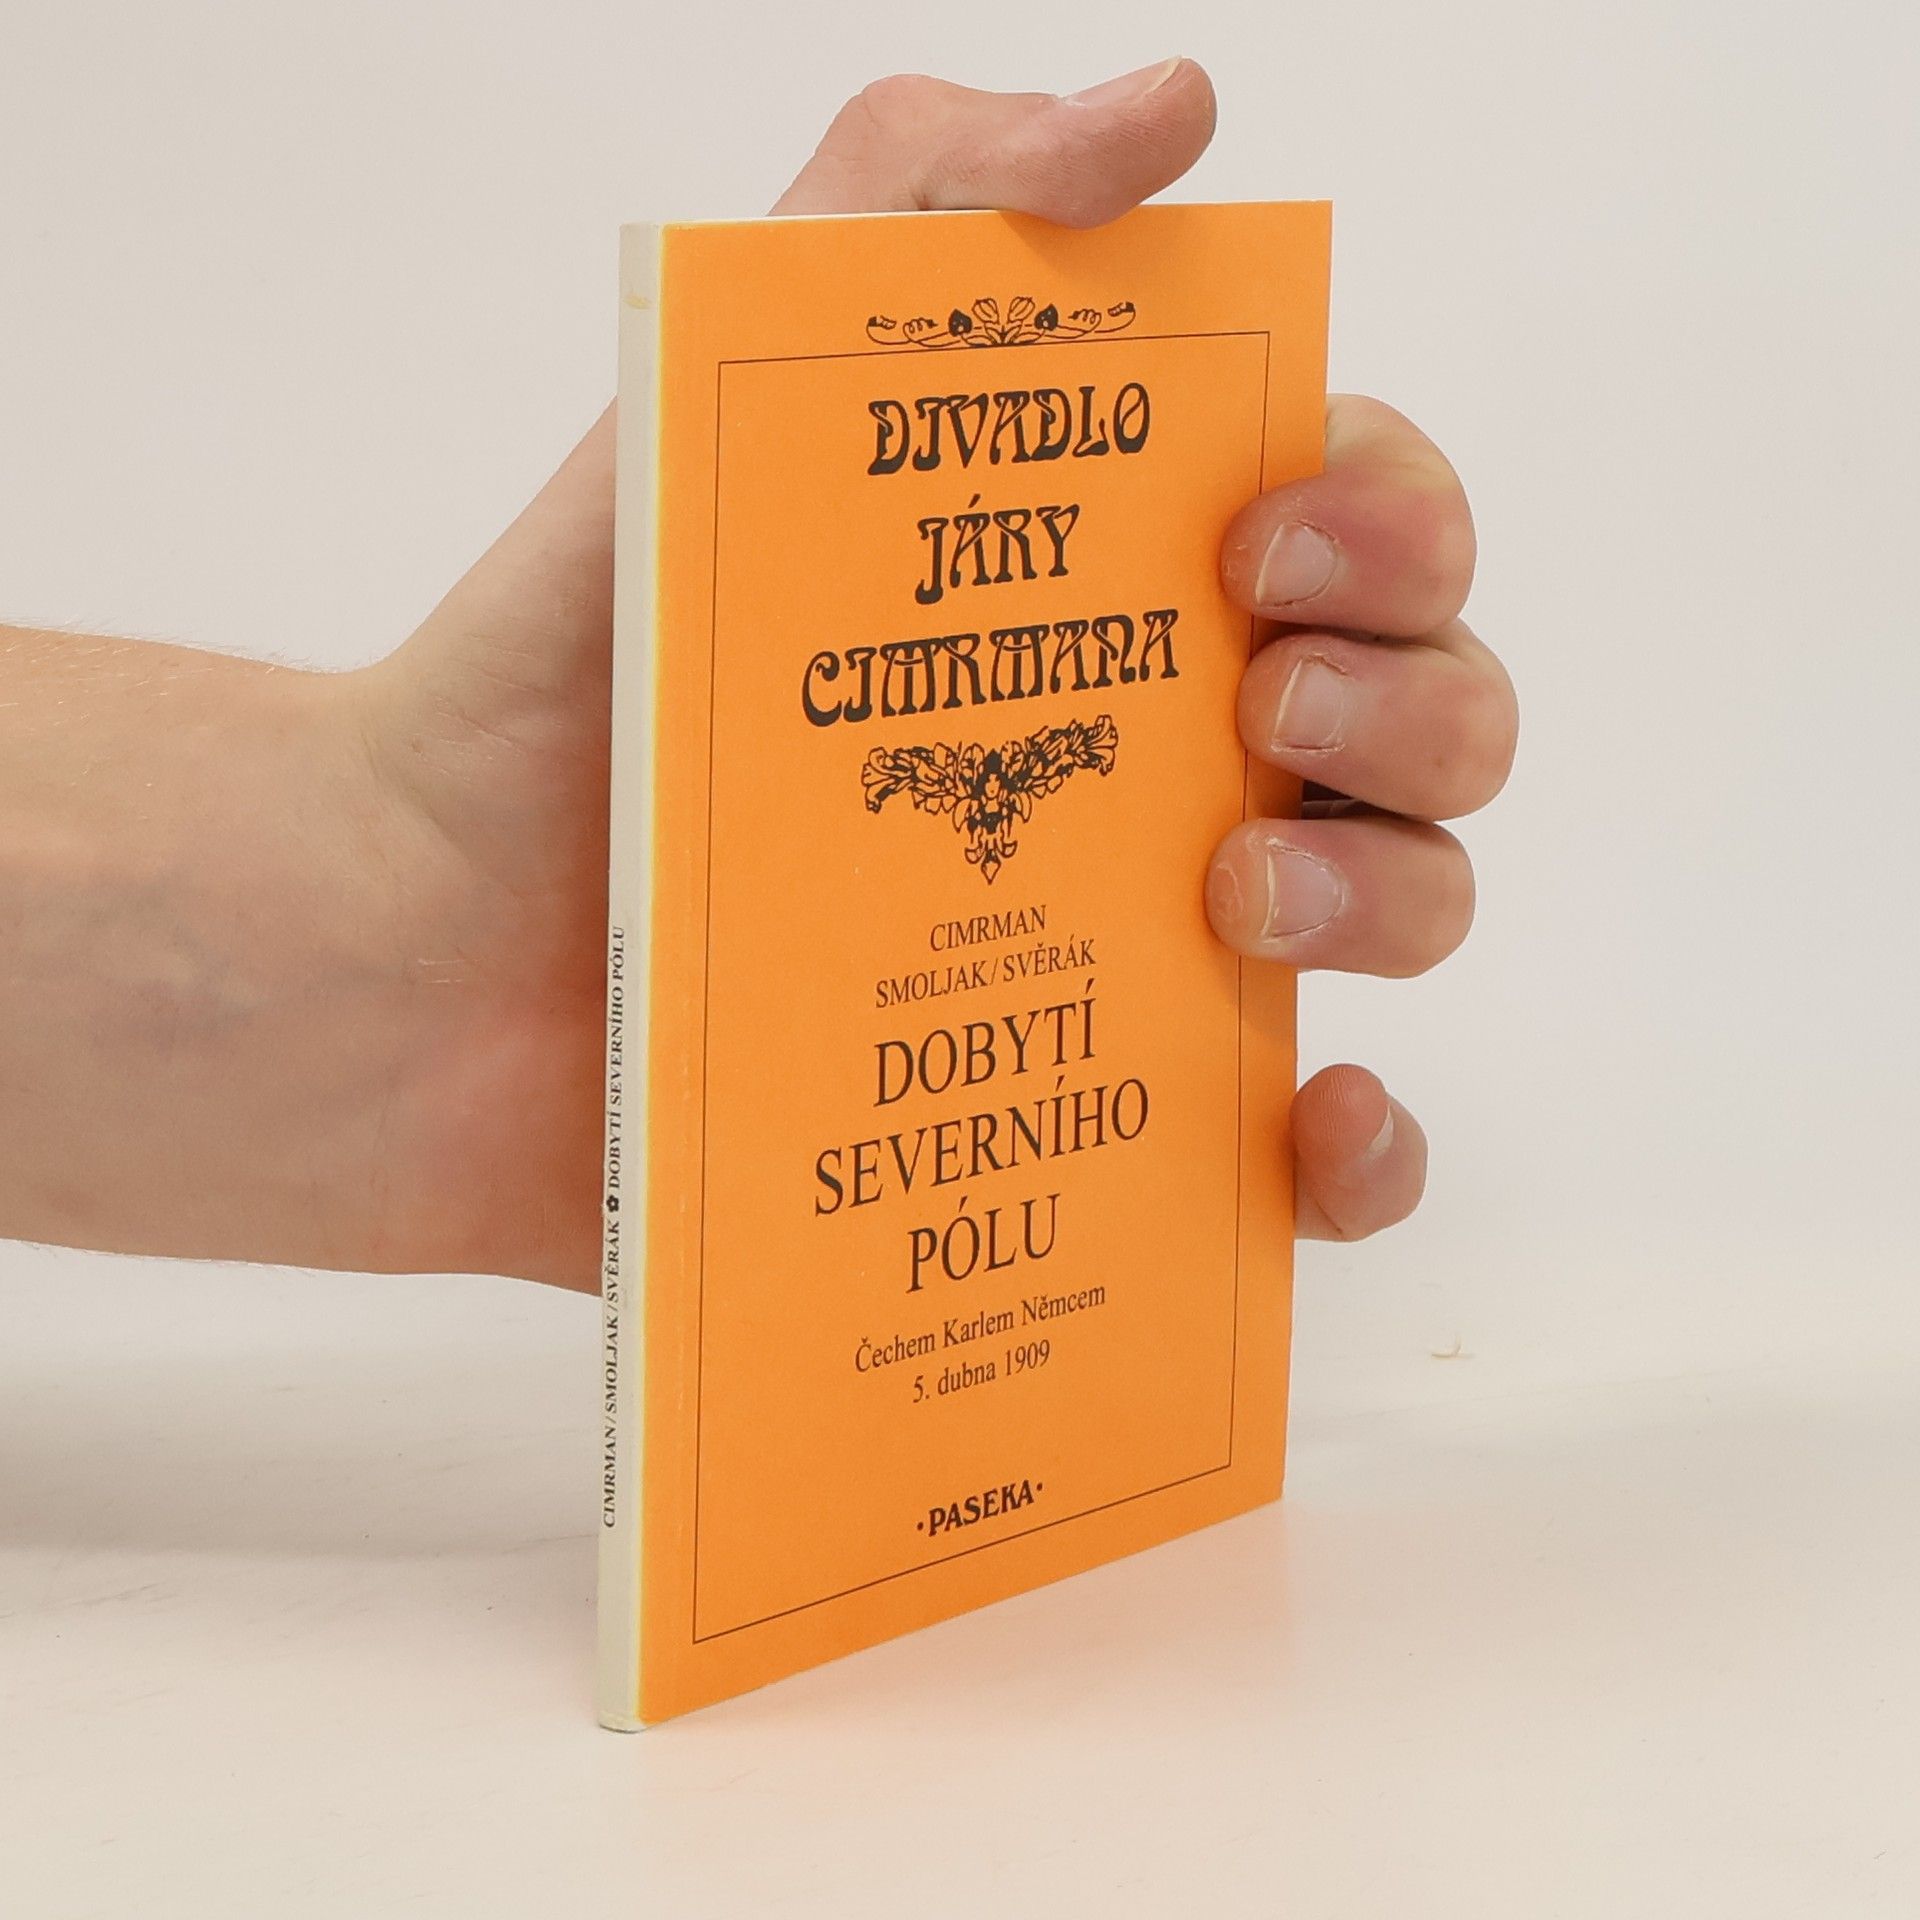 DIVADLO
JÁRY
CIMRMANA
CIMRMAN
SMOLJAK/SVĚRÁK
DOBYTÍ
SEVERNÍHO
PÓLU
Čechem Karlem Němcem
5. dubna 1909
·PASEKA·
CIMRMAN/SMOLJAK/SVĚRÁK DOBYTÍ SEVERNÍHO PÓLU